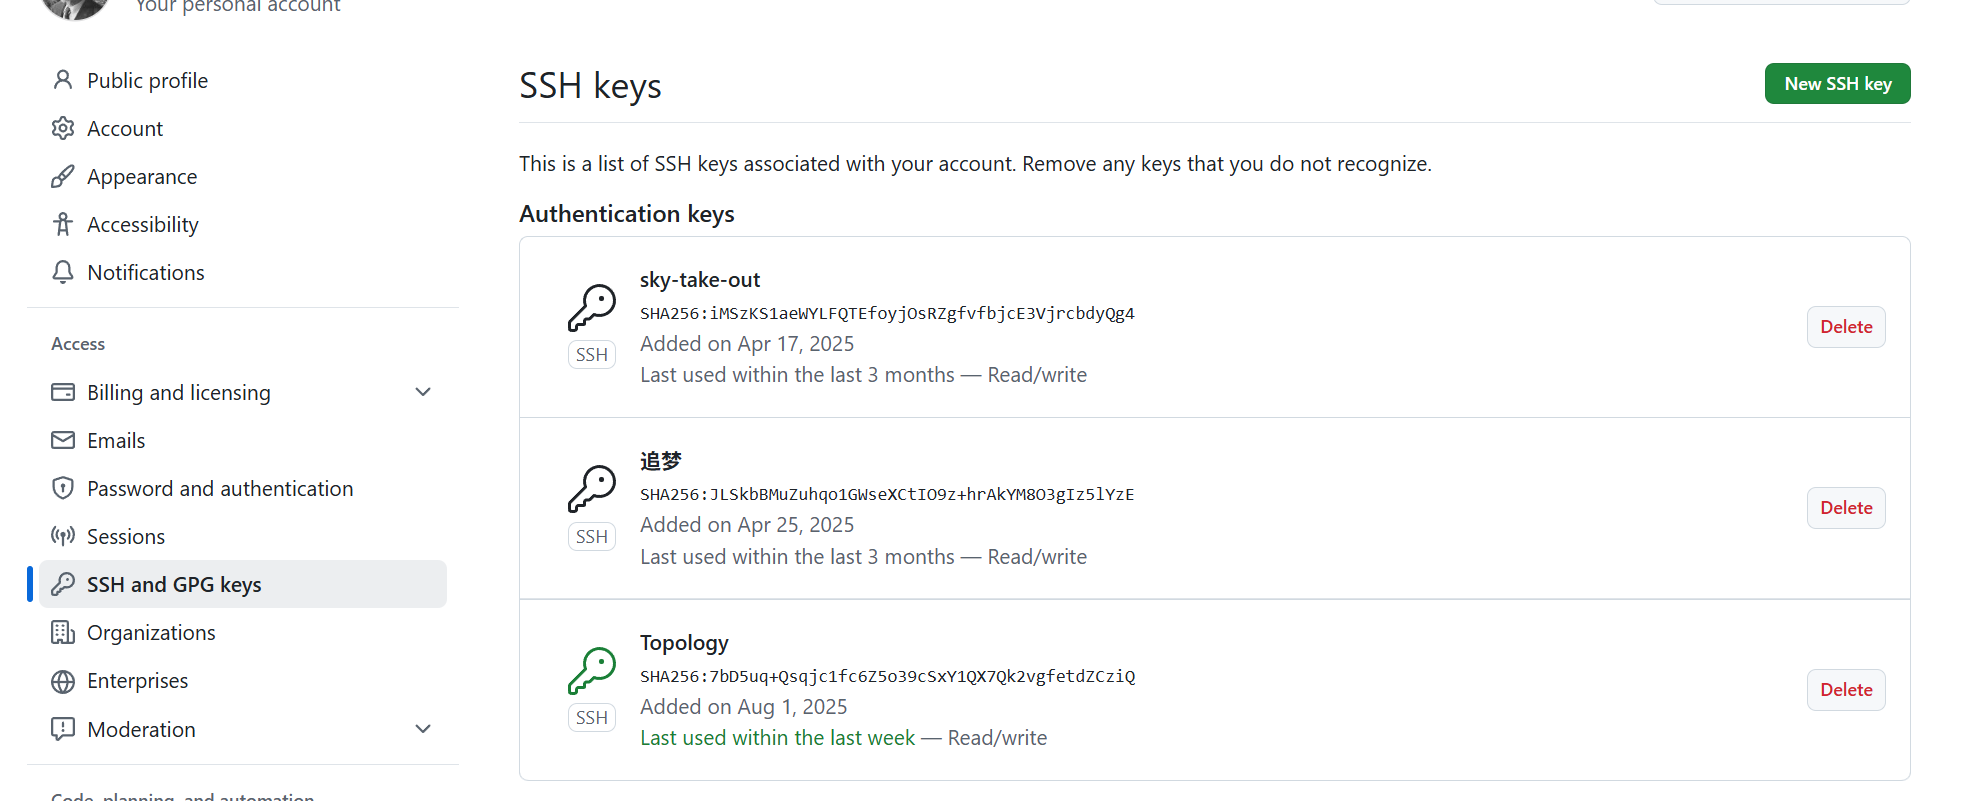 Your personal account
Public profile
Account
Appearance
Accessibility
Notifications
Access
Billing and licensing
Emails
Password and authentication
Sessions
SSH and GPG keys
Organizations
Enterprises
Moderation
Code, planning, and automation
SSH keys
New SSH key
This is a list of SSH keys associated with your account. Remove any keys that you do not recognize.
Authentication keys
sky-take-out
SHA256:iMSzKS1aeWYLFQTEfoyjOsRZgfvfbjcE3VjrcbdyQg4
Added on Apr 17, 2025
Last used within the last 3 months — Read/write
SSH
Delete
追梦
SHA256:JLSkbBMuZuhqo1GWseXCtIO9z+hrAkYM8O3gIz5lYzE
Added on Apr 25, 2025
Last used within the last 3 months — Read/write
SSH
Delete
Topology
SHA256:7bD5uq+Qsqjc1fc6Z5o39cSxY1QX7Qk2vgfetdZCziQ
Added on Aug 1, 2025
Last used within the last week — Read/write
SSH
Delete